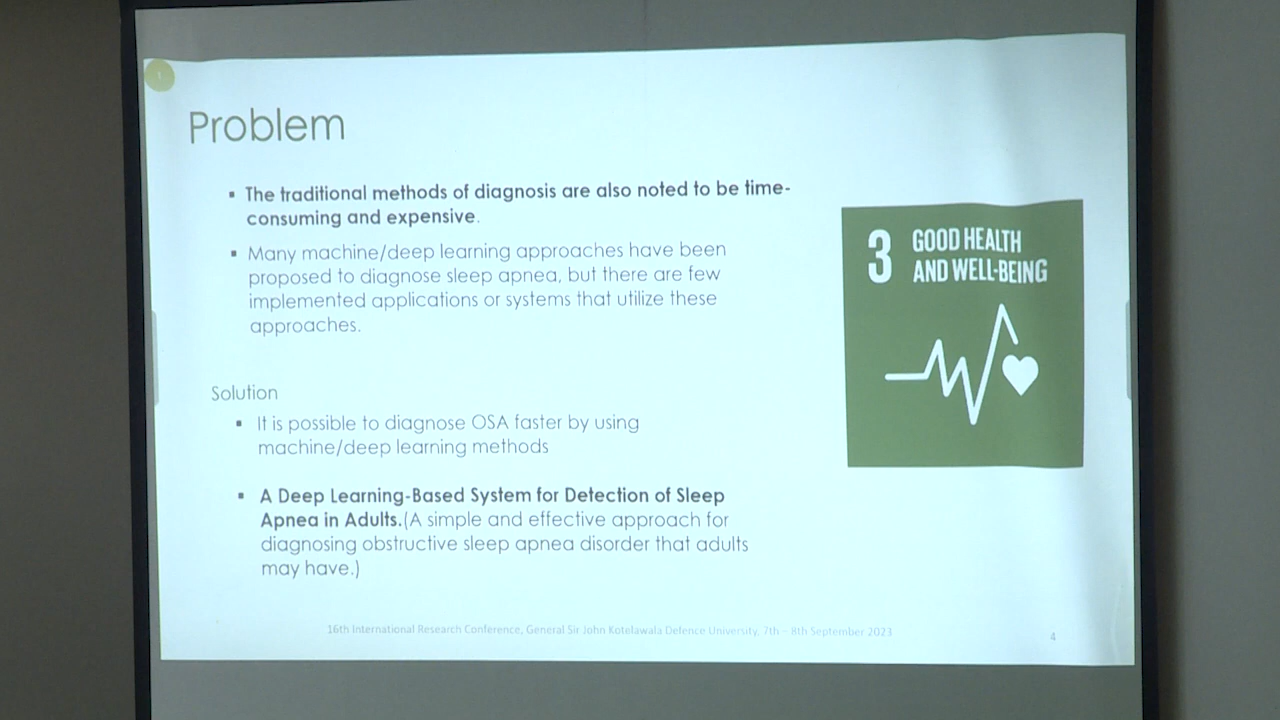 Problem
▪ The traditional methods of diagnosis are also noted to be time-
consuming and expensive.
▪ Many machine/deep learning approaches have been
proposed to diagnose sleep apnea, but there are few
implemented applications or systems that utilize these
approaches.
3 GOOD HEALTH
AND WELL-BEING
Solution
▪ It is possible to diagnose OSA faster by using
machine/deep learning methods
▪ A Deep Learning-Based System for Detection of Sleep
Apnea in Adults.(A simple and effective approach for
diagnosing obstructive sleep apnea disorder that adults
may have.)
16th International Research Conference, General Sir John Kotelawala Defence University, 7th – 8th September 2023
4